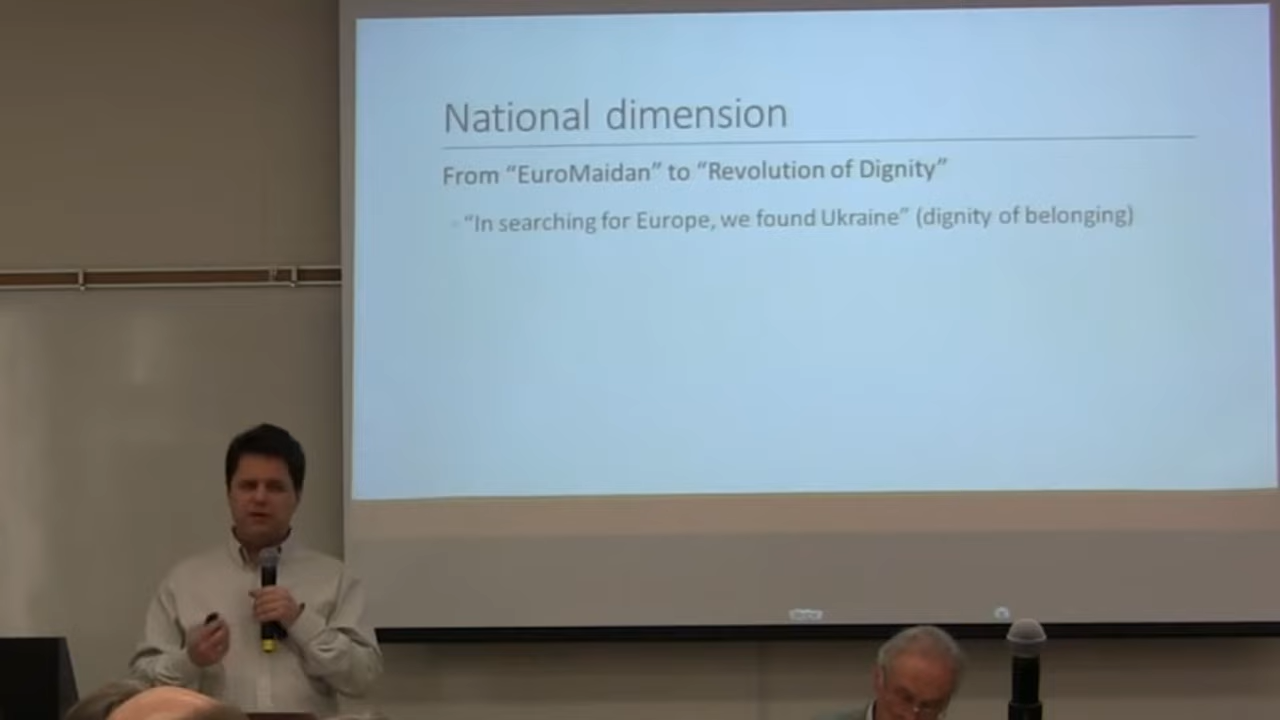 National dimension
From “EuroMaidan” to “Revolution of Dignity”
“In searching for Europe, we found Ukraine” (dignity of belonging)